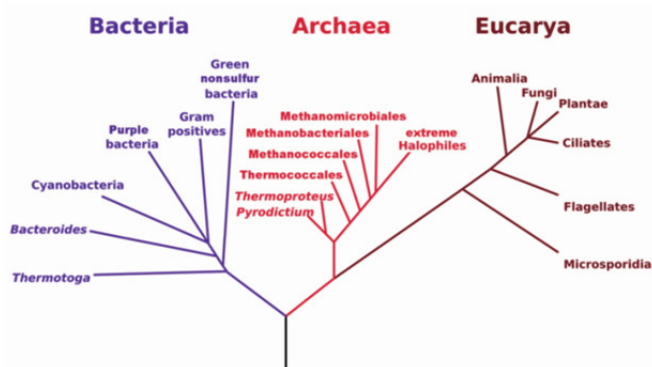 Bacteria
Archaea
Eucarya
Green
nonsulfur
bacteria
Gram
positives
Purple
bacteria
Cyanobacteria
Bacteroides
Thermotoga
Methanomicrobiales
Methanobacteriales
Methanococcales
Thermococcales
Thermoproteus
Pyrodictium
extreme
Halophiles
Animalia
Fungi
Plantae
Ciliates
Flagellates
Microsporidia